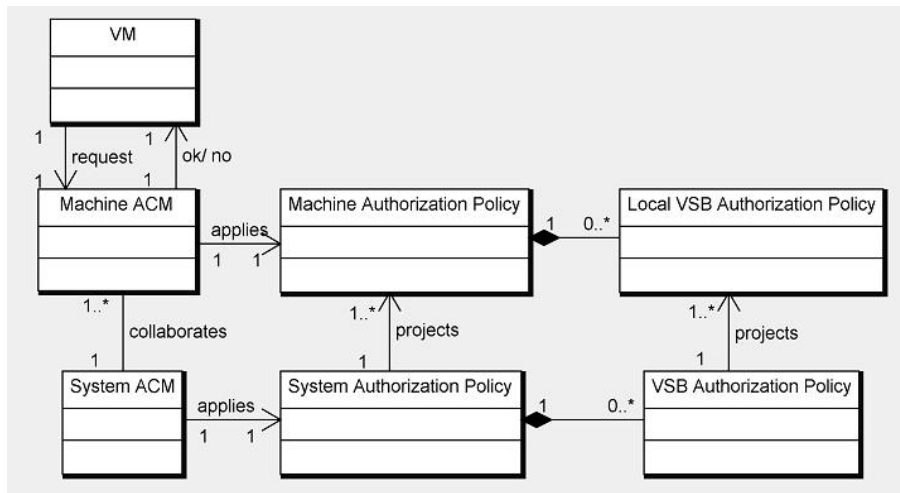 VM
1
1
request
ok/ no
1
1
Machine ACM
Machine Authorization Policy
Local VSB Authorization Policy
applies
1
1
1
0..*
1..*
collaborates
1
1..*
projects
1
1..*
projects
1
System ACM
System Authorization Policy
VSB Authorization Policy
applies
1
1
1
0..*